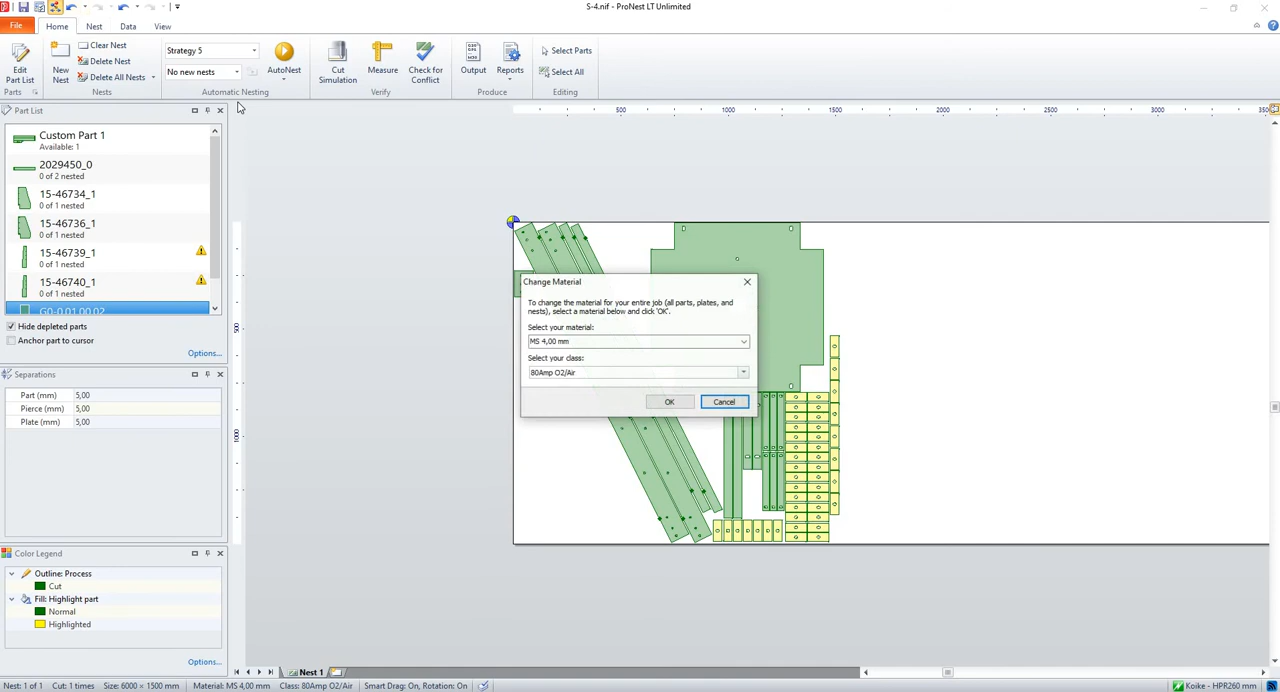 S-4.nif - ProNest LT Unlimited
File
Home
Nest
Data
View
Edit
Part List
Parts
New
Nest
Clear Nest
Delete Nest
Delete All Nests
Nests
Strategy 5
No new nests
AutoNest
Automatic Nesting
Cut
Simulation
Measure
Check for
Conflict
Verify
Output
Reports
Produce
Select Parts
Select All
Editing
Part List
Custom Part 1
Available: 1
2029450_0
0 of 2 nested
15-46734_1
0 of 1 nested
15-46736_1
0 of 1 nested
15-46739_1
0 of 1 nested
15-46740_1
0 of 1 nested
Hide depleted parts
Anchor part to cursor
Options...
Separations
Part (mm) 5,00
Pierce (mm) 5,00
Plate (mm) 5,00
Color Legend
Outline: Process
Cut
Fill: Highlight part
Normal
Highlighted
Options...
500
1000
1500
2000
2500
3000
500
1000
Change Material
To change the material for your entire job (all parts, plates, and
nests), select a material below and click 'OK'.
Select your material:
MS 4,00 mm
Select your class:
80Amp O2/Air
OK
Cancel
Nest 1
Nest: 1 of 1
Cut: 1 times
Size: 6000 × 1500 mm
Material: MS 4,00 mm
Class: 80Amp O2/Air
Smart Drag: On, Rotation: On
Koike - HPR260 mm